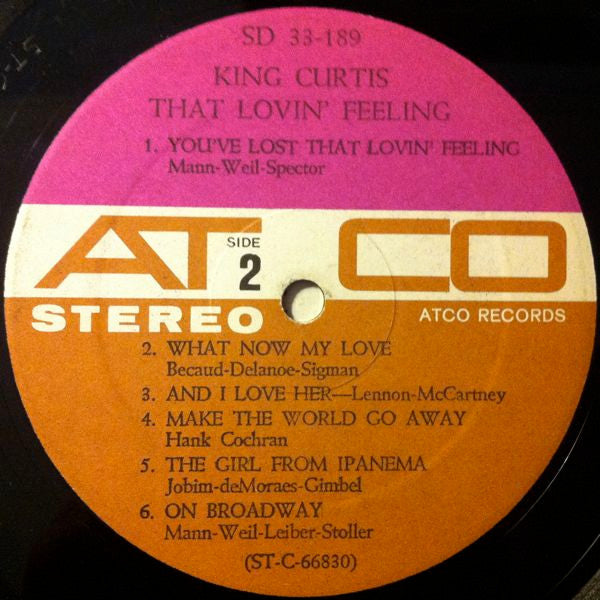 SD 33-189
KING CURTIS
THAT LOVIN' FEELING
1. YOU'VE LOST THAT LOVIN' FEELING
Mann-Weil-Spector
ATCO
SIDE
2
STEREO
ATCO RECORDS
2. WHAT NOW MY LOVE
Becaud-Delanoe-Sigman
3. AND I LOVE HER—Lennon-McCartney
4. MAKE THE WORLD GO AWAY
Hank Cochran
5. THE GIRL FROM IPANEMA
Jobim-deMoraes-Gimbel
6. ON BROADWAY
Mann-Weil-Leiber-Stoller
(ST-C-66830)